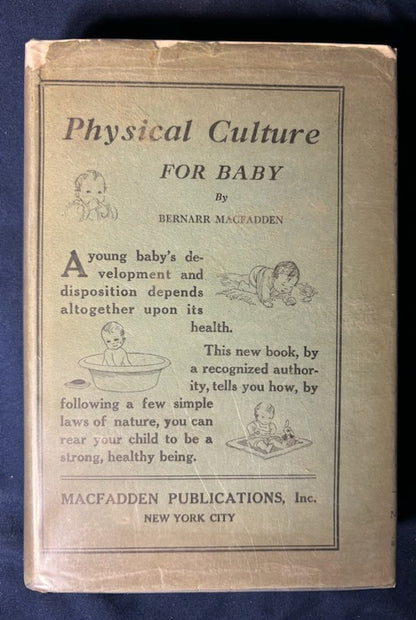 Physical Culture
FOR BABY
By
BERNARR MACFADDEN
A young baby's de-
velopment and
disposition depends
altogether upon its
health.
This new book, by
a recognized author-
ity, tells you how, by
following a few simple
laws of nature, you can
rear your child to be a
strong, healthy being.
MACFADDEN PUBLICATIONS, Inc.
NEW YORK CITY